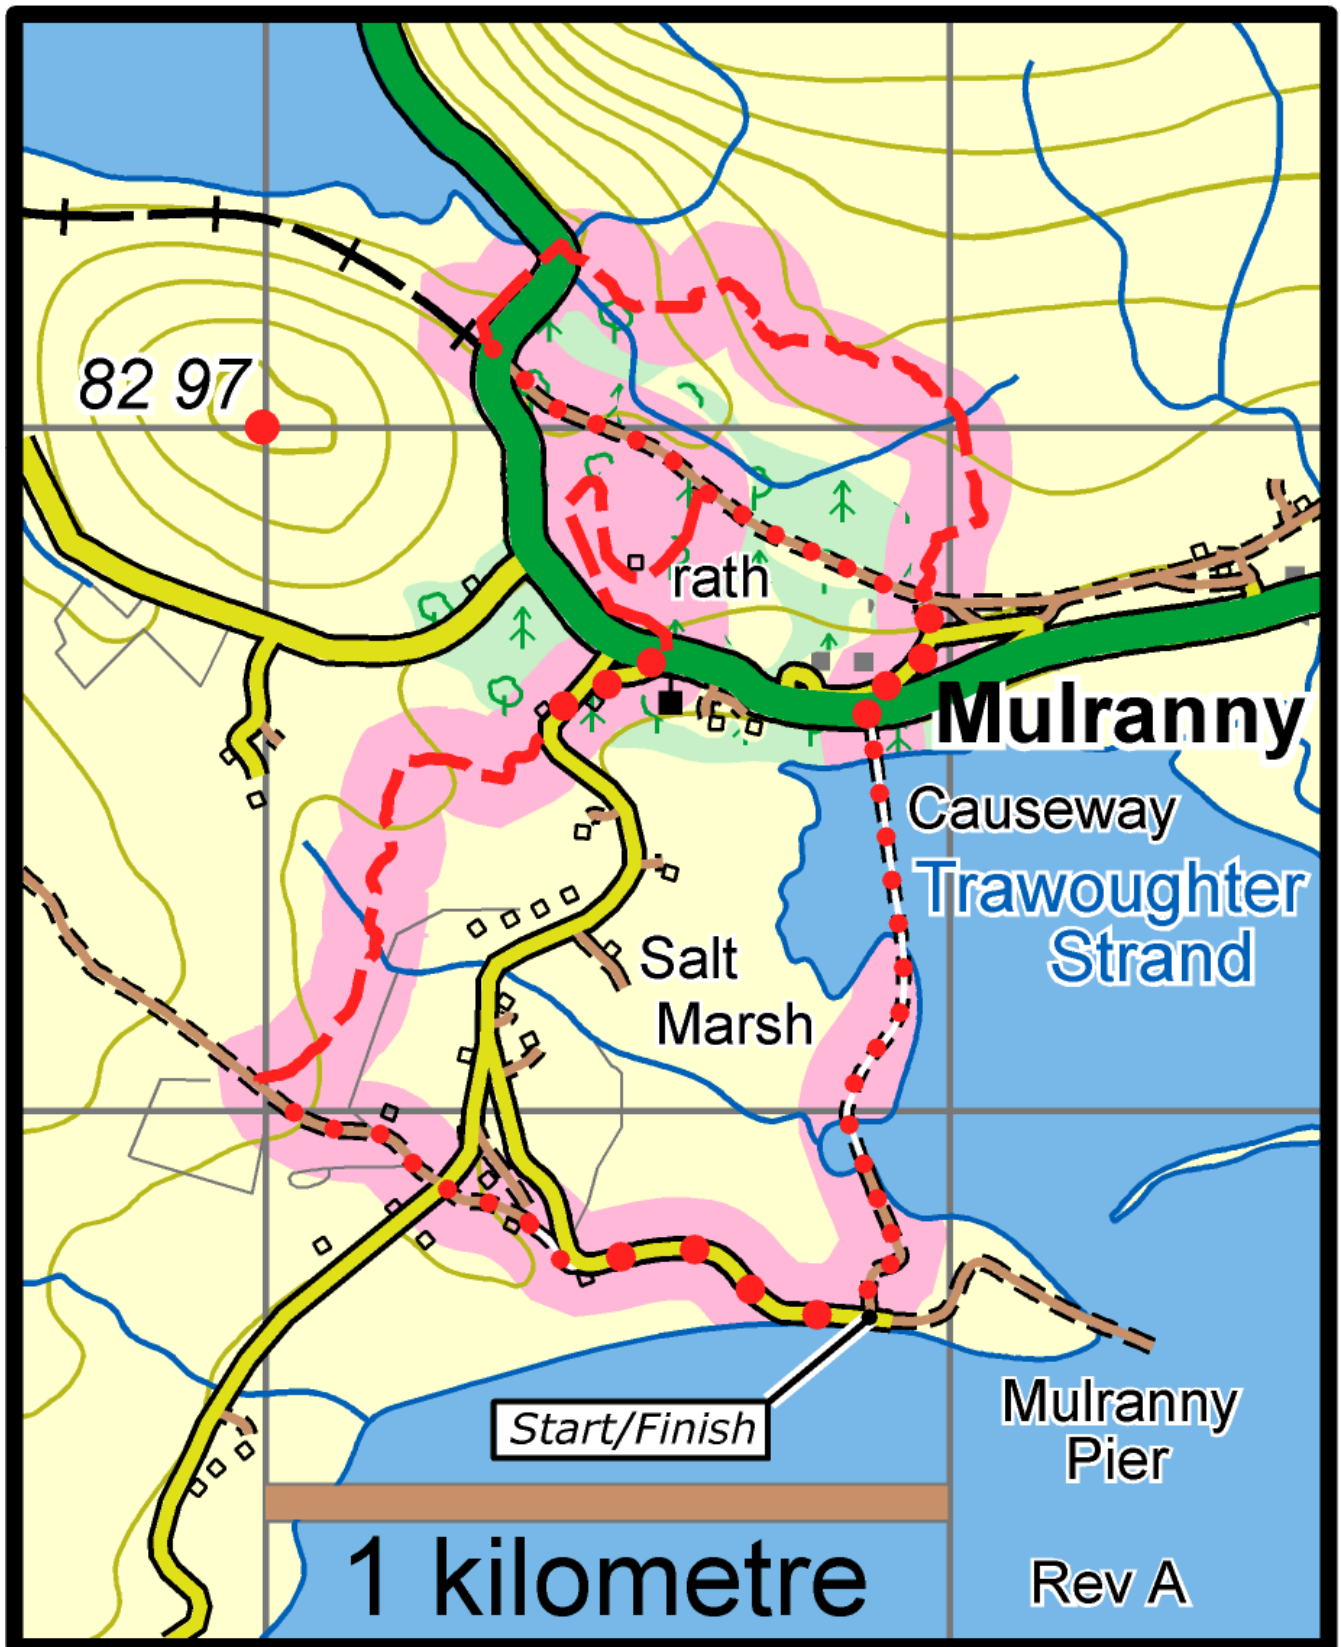 82 97
rath
Mulranny
Causeway
Trawoughter
Strand
Salt
Marsh
Start/Finish
Mulranny
Pier
1 kilometre
Rev A